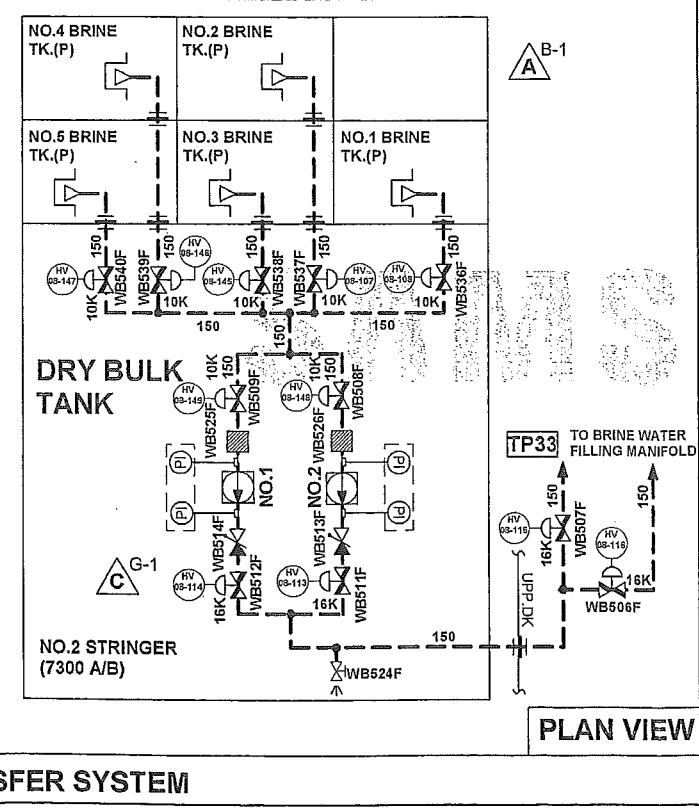 NO.4 BRINE
TK.(P)
NO.2 BRINE
TK.(P)
A
B-1
NO.5 BRINE
TK.(P)
NO.3 BRINE
TK.(P)
NO.1 BRINE
TK.(P)
150
150
150
150
150
HV
08-147
WB540F
10K
WB539F
HV
08-146
10K
HV
08-145
WB538F
10K
WB537F
HV
08-107
10K
HV
08-108
WB536F
10K
150
150
150
DRY BULK
TANK
10K
150
HV
08-149
WB509F
WB525F
10K
150
HV
08-148
WB508F
WB526F
PI
PI
NO.1
NO.2
PI
PI
WB514F
WB513F
C
G-1
HV
08-114
WB512F
16K
HV
08-113
WB511F
16K
NO.2 STRINGER
(7300 A/B)
WB524F
150
UPP.DK
TP33
TO BRINE WATER
FILLING MANIFOLD
150
150
HV
08-115
WB507F
16K
HV
08-116
16K
WB506F
PLAN VIEW
SFER SYSTEM